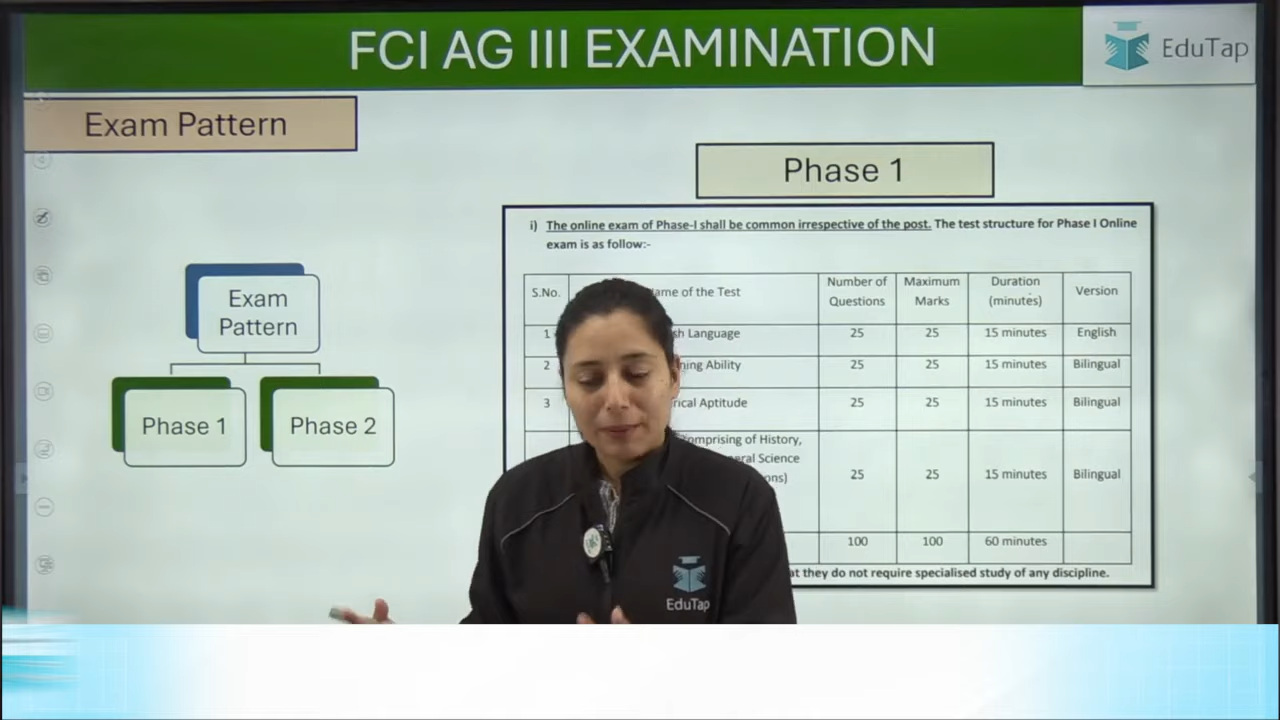 FCI AG III EXAMINATION
EduTap
Exam Pattern
Phase 1
i) The online exam of Phase-I shall be common irrespective of the post. The test structure for Phase I Online
exam is as follow:-
Exam
Pattern
Phase 1
Phase 2
S.No. ame of the Test Number of Questions Maximum Marks Duration (minutes) Version
1 sh Language 25 25 15 minutes English
2 ning Ability 25 25 15 minutes Bilingual
3 rical Aptitude 25 25 15 minutes Bilingual
omprising of History,
eral Science
ons) 25 25 15 minutes Bilingual
100 100 60 minutes
at they do not require specialised study of any discipline.
EduTap